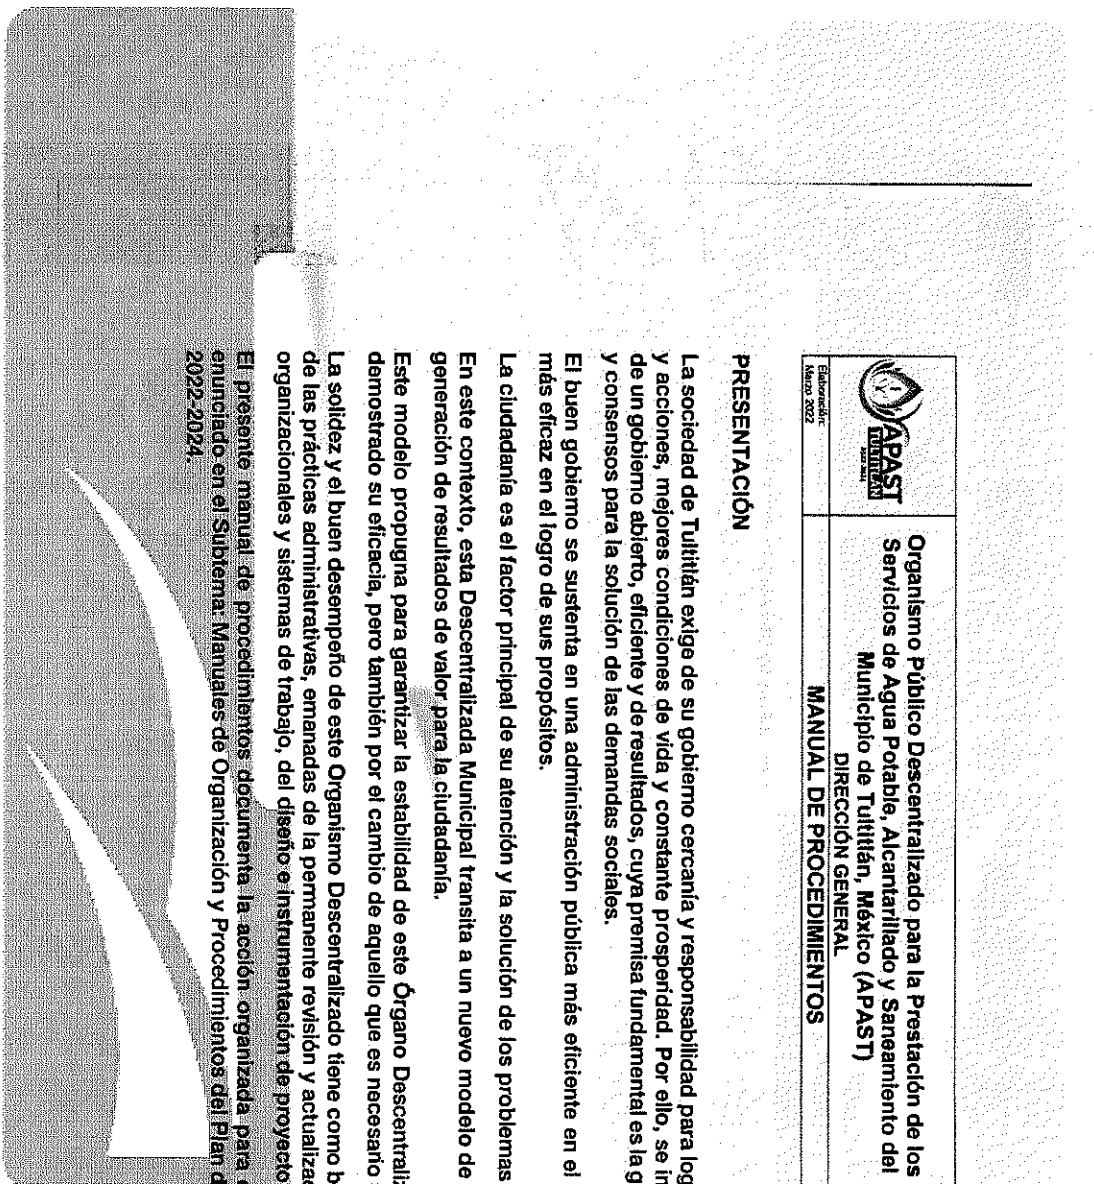 APAST
TULTITLÁN
2022-2024
Elaboración:
Marzo 2022
Organismo Público Descentralizado para la Prestación de los
Servicios de Agua Potable, Alcantarillado y Saneamiento del
Municipio de Tultitlán, México (APAST)
DIRECCIÓN GENERAL
MANUAL DE PROCEDIMIENTOS
PRESENTACIÓN
La sociedad de Tultitlán exige de su gobierno cercanía y responsabilidad para log
y acciones, mejores condiciones de vida y constante prosperidad. Por ello, se in
de un gobierno abierto, eficiente y de resultados, cuya premisa fundamental es la g
y consensos para la solución de las demandas sociales.
El buen gobierno se sustenta en una administración pública más eficiente en el
más eficaz en el logro de sus propósitos.
La ciudadanía es el factor principal de su atención y la solución de los problemas
En este contexto, esta Descentralizada Municipal transita a un nuevo modelo de
generación de resultados de valor para la ciudadanía.
Este modelo propugna para garantizar la estabilidad de este Órgano Descentraliz
demostrado su eficacia, pero también por el cambio de aquello que es necesario
La solidez y el buen desempeño de este Organismo Descentralizado tiene como b
de las prácticas administrativas, emanadas de la permanente revisión y actualizac
organizacionales y sistemas de trabajo, del diseño e instrumentación de proyecto
El presente manual de procedimientos documenta la acción organizada para
enunciado en el Subtema: Manuales de Organización y Procedimientos del Plan d
2022-2024.